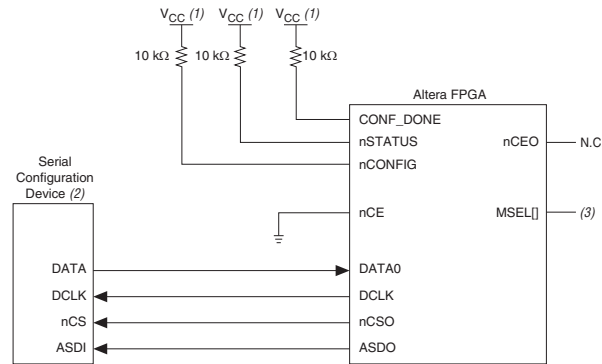 VCC (1) VCC (1) VCC (1)
10 kΩ 10 kΩ 10 kΩ
Altera FPGA
CONF_DONE
nSTATUS nCEO N.C
nCONFIG
Serial
Configuration
Device (2)
nCE MSEL[] (3)
DATA DATA0
DCLK DCLK
nCS nCSO
ASDI ASDO